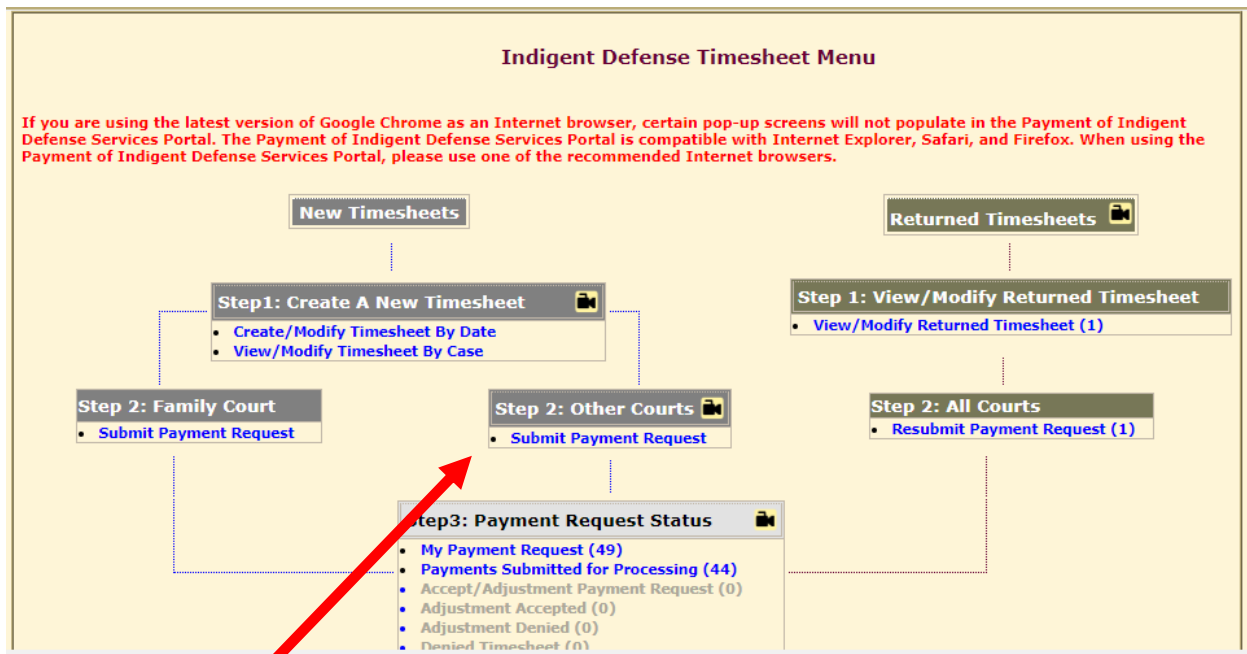 Indigent Defense Timesheet Menu
If you are using the latest version of Google Chrome as an Internet browser, certain pop-up screens will not populate in the Payment of Indigent
Defense Services Portal. The Payment of Indigent Defense Services Portal is compatible with Internet Explorer, Safari, and Firefox. When using the
Payment of Indigent Defense Services Portal, please use one of the recommended Internet browsers.
New Timesheets
Returned Timesheets
Step1: Create A New Timesheet
• Create/Modify Timesheet By Date
• View/Modify Timesheet By Case
Step 1: View/Modify Returned Timesheet
• View/Modify Returned Timesheet (1)
Step 2: Family Court
• Submit Payment Request
Step 2: Other Courts
• Submit Payment Request
Step 2: All Courts
• Resubmit Payment Request (1)
Step3: Payment Request Status
• My Payment Request (49)
• Payments Submitted for Processing (44)
• Accept/Adjustment Payment Request (0)
• Adjustment Accepted (0)
• Adjustment Denied (0)
• Denied Timesheet (0)